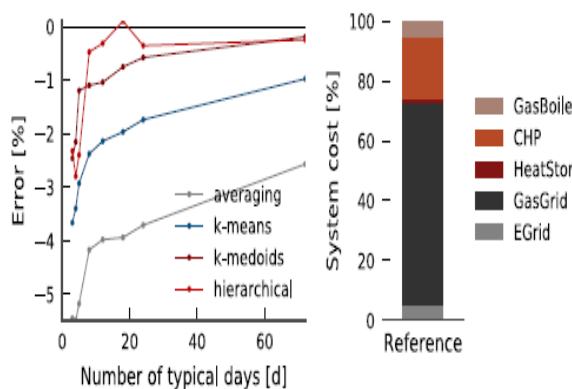 Error [%]
0
−1
−2
−3
−4
−5
averaging
k-means
k-medoids
hierarchical
0 20 40 60
Number of typical days [d]
System cost [%]
100
80
60
40
20
0
Reference
GasBoile
CHP
HeatStor
GasGrid
EGrid